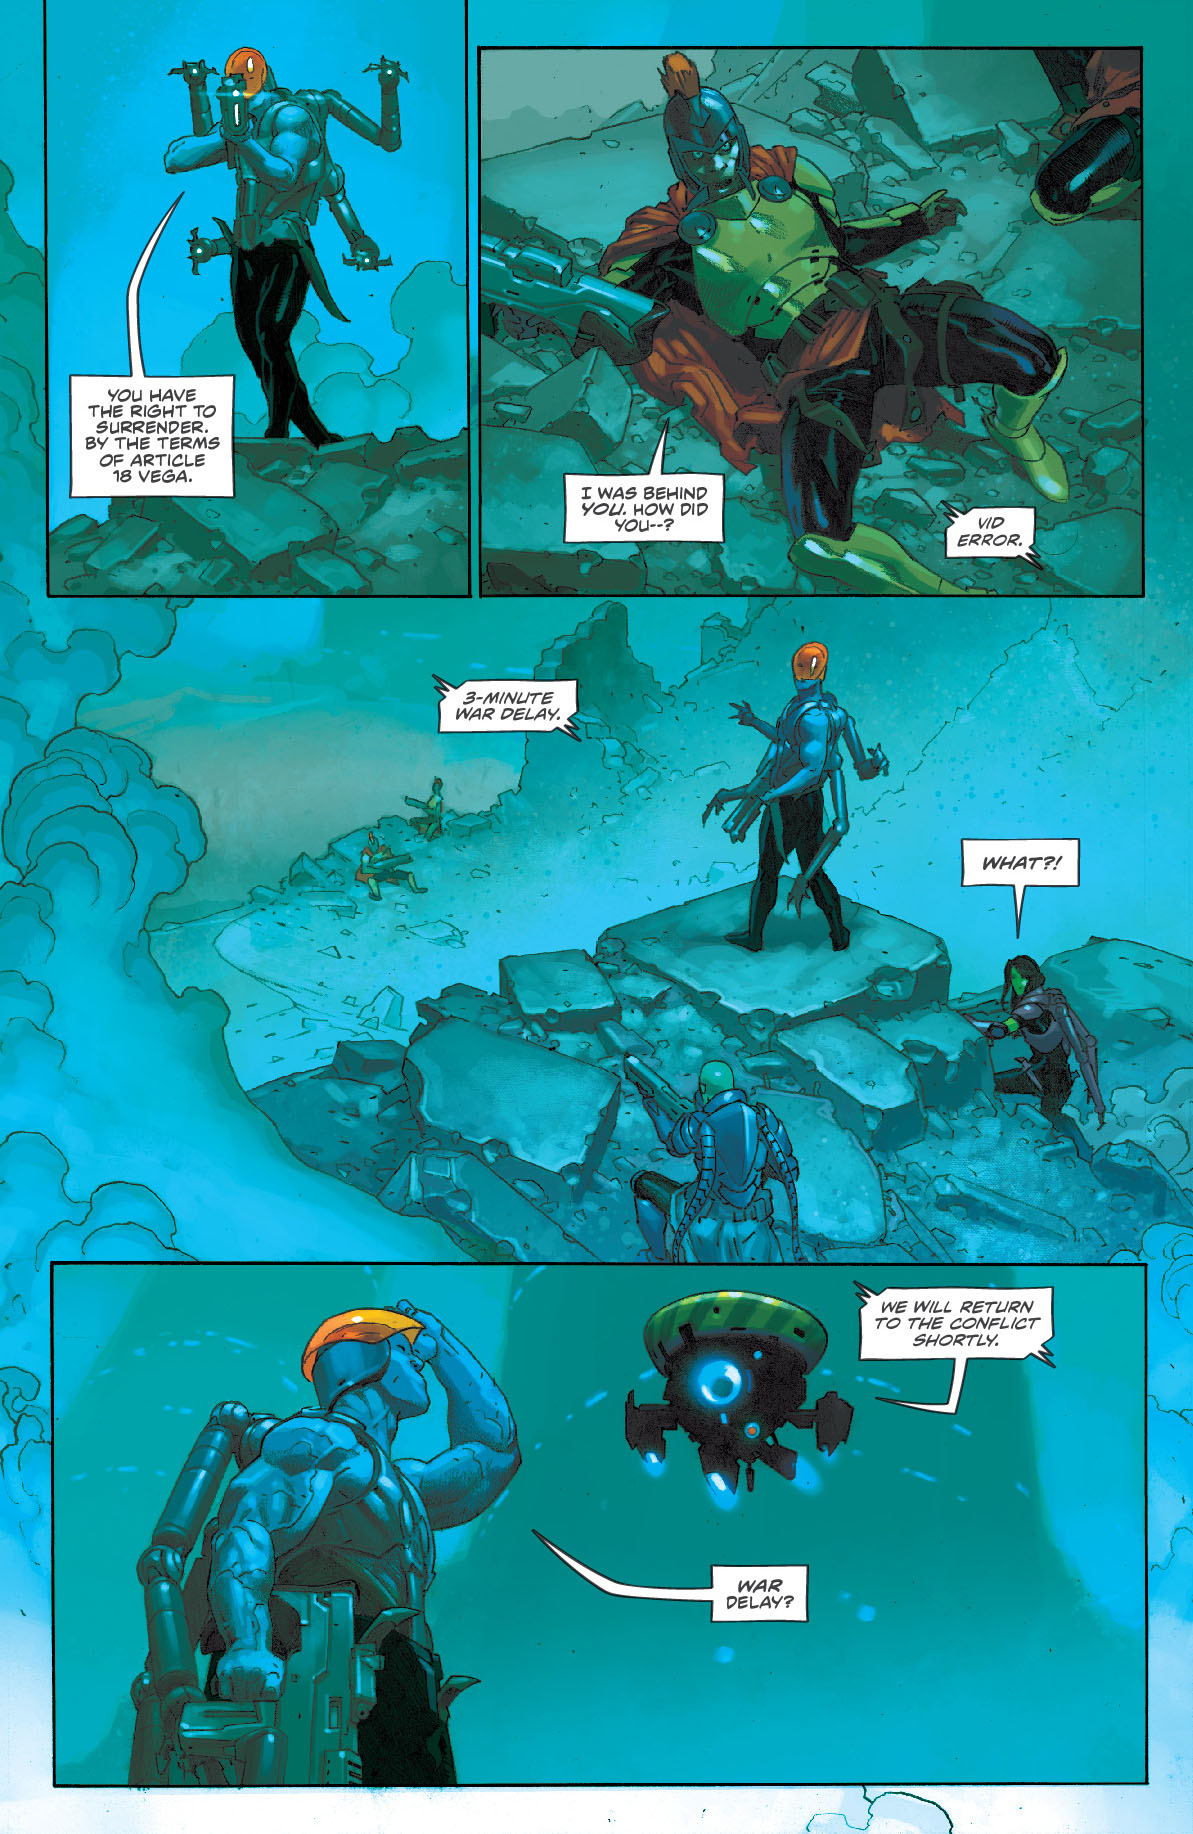 YOU HAVE
THE RIGHT TO
SURRENDER.
BY THE TERMS
OF ARTICLE
18 VEGA.
I WAS BEHIND
YOU. HOW DID
YOU--?
VID
ERROR.
3-MINUTE
WAR DELAY.
WHAT?!
WE WILL RETURN
TO THE CONFLICT
SHORTLY.
WAR
DELAY?